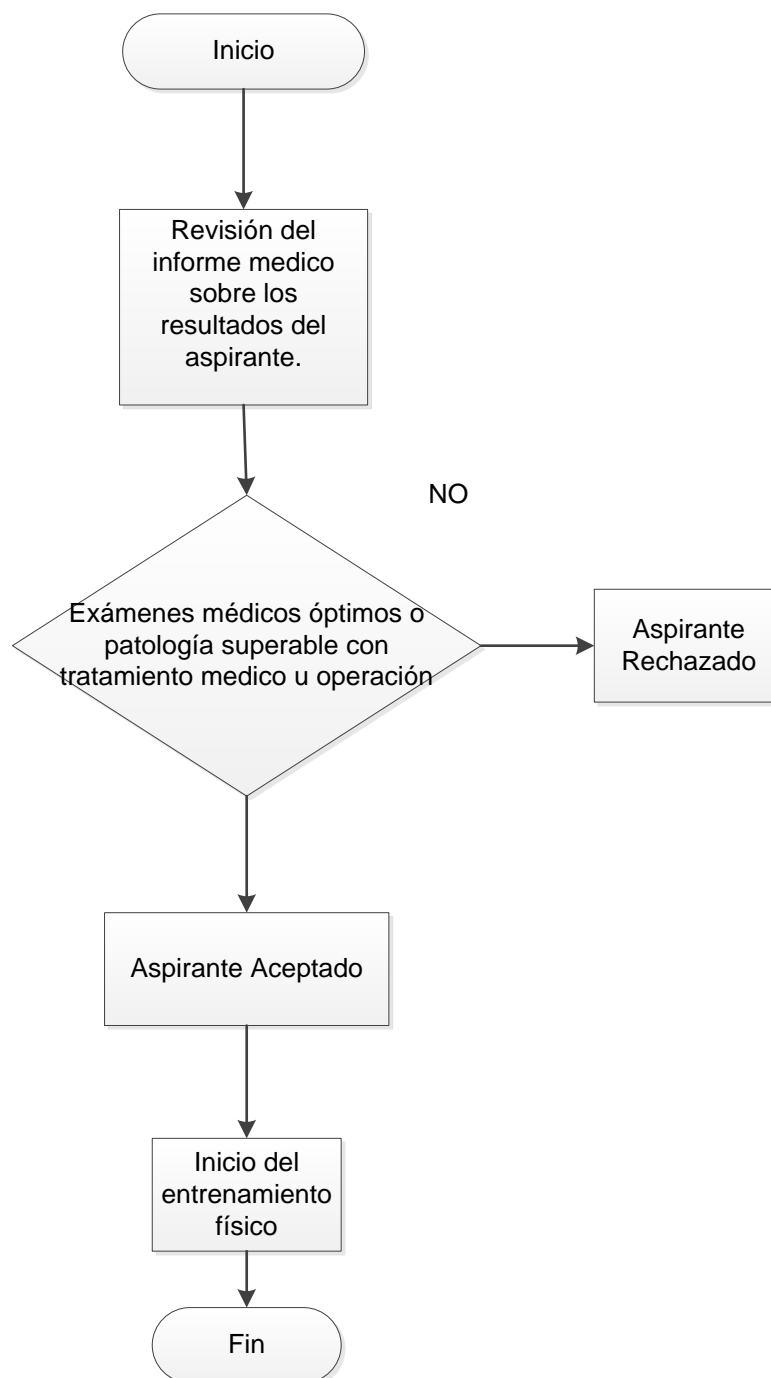 Inicio
Revisión del
informe medico
sobre los
resultados del
aspirante.
NO
Exámenes médicos óptimos o
patología superable con
tratamiento medico u operación
Aspirante
Rechazado
Aspirante Aceptado
Inicio del
entrenamiento
físico
Fin